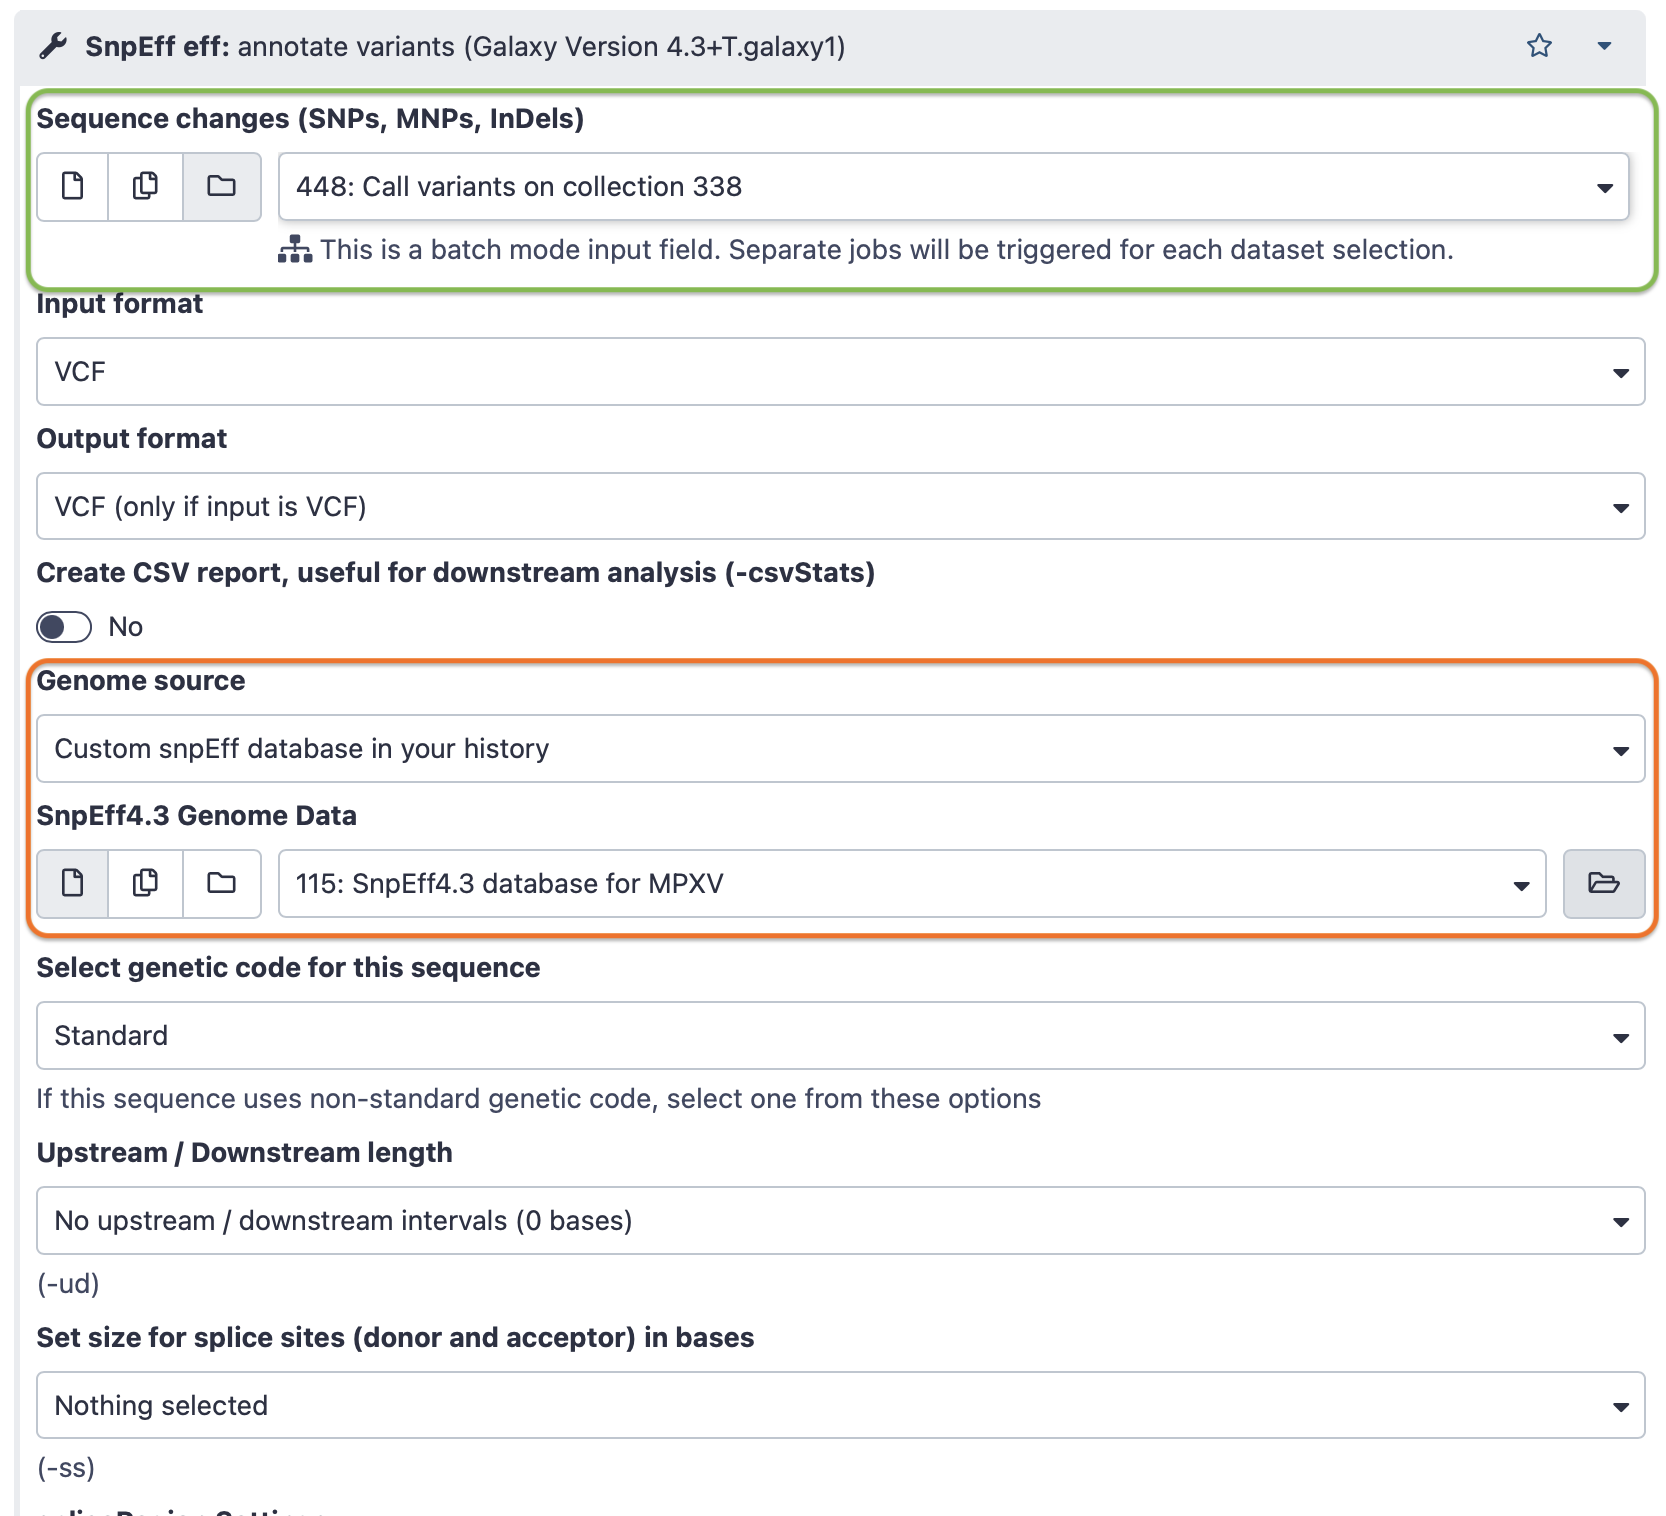 SnpEff eff: annotate variants (Galaxy Version 4.3+T.galaxy1)
Sequence changes (SNPs, MNPs, InDels)
448: Call variants on collection 338
This is a batch mode input field. Separate jobs will be triggered for each dataset selection.
Input format
VCF
Output format
VCF (only if input is VCF)
Create CSV report, useful for downstream analysis (-csvStats)
No
Genome source
Custom snpEff database in your history
SnpEff4.3 Genome Data
115: SnpEff4.3 database for MPXV
Select genetic code for this sequence
Standard
If this sequence uses non-standard genetic code, select one from these options
Upstream / Downstream length
No upstream / downstream intervals (0 bases)
(-ud)
Set size for splice sites (donor and acceptor) in bases
Nothing selected
(-ss)